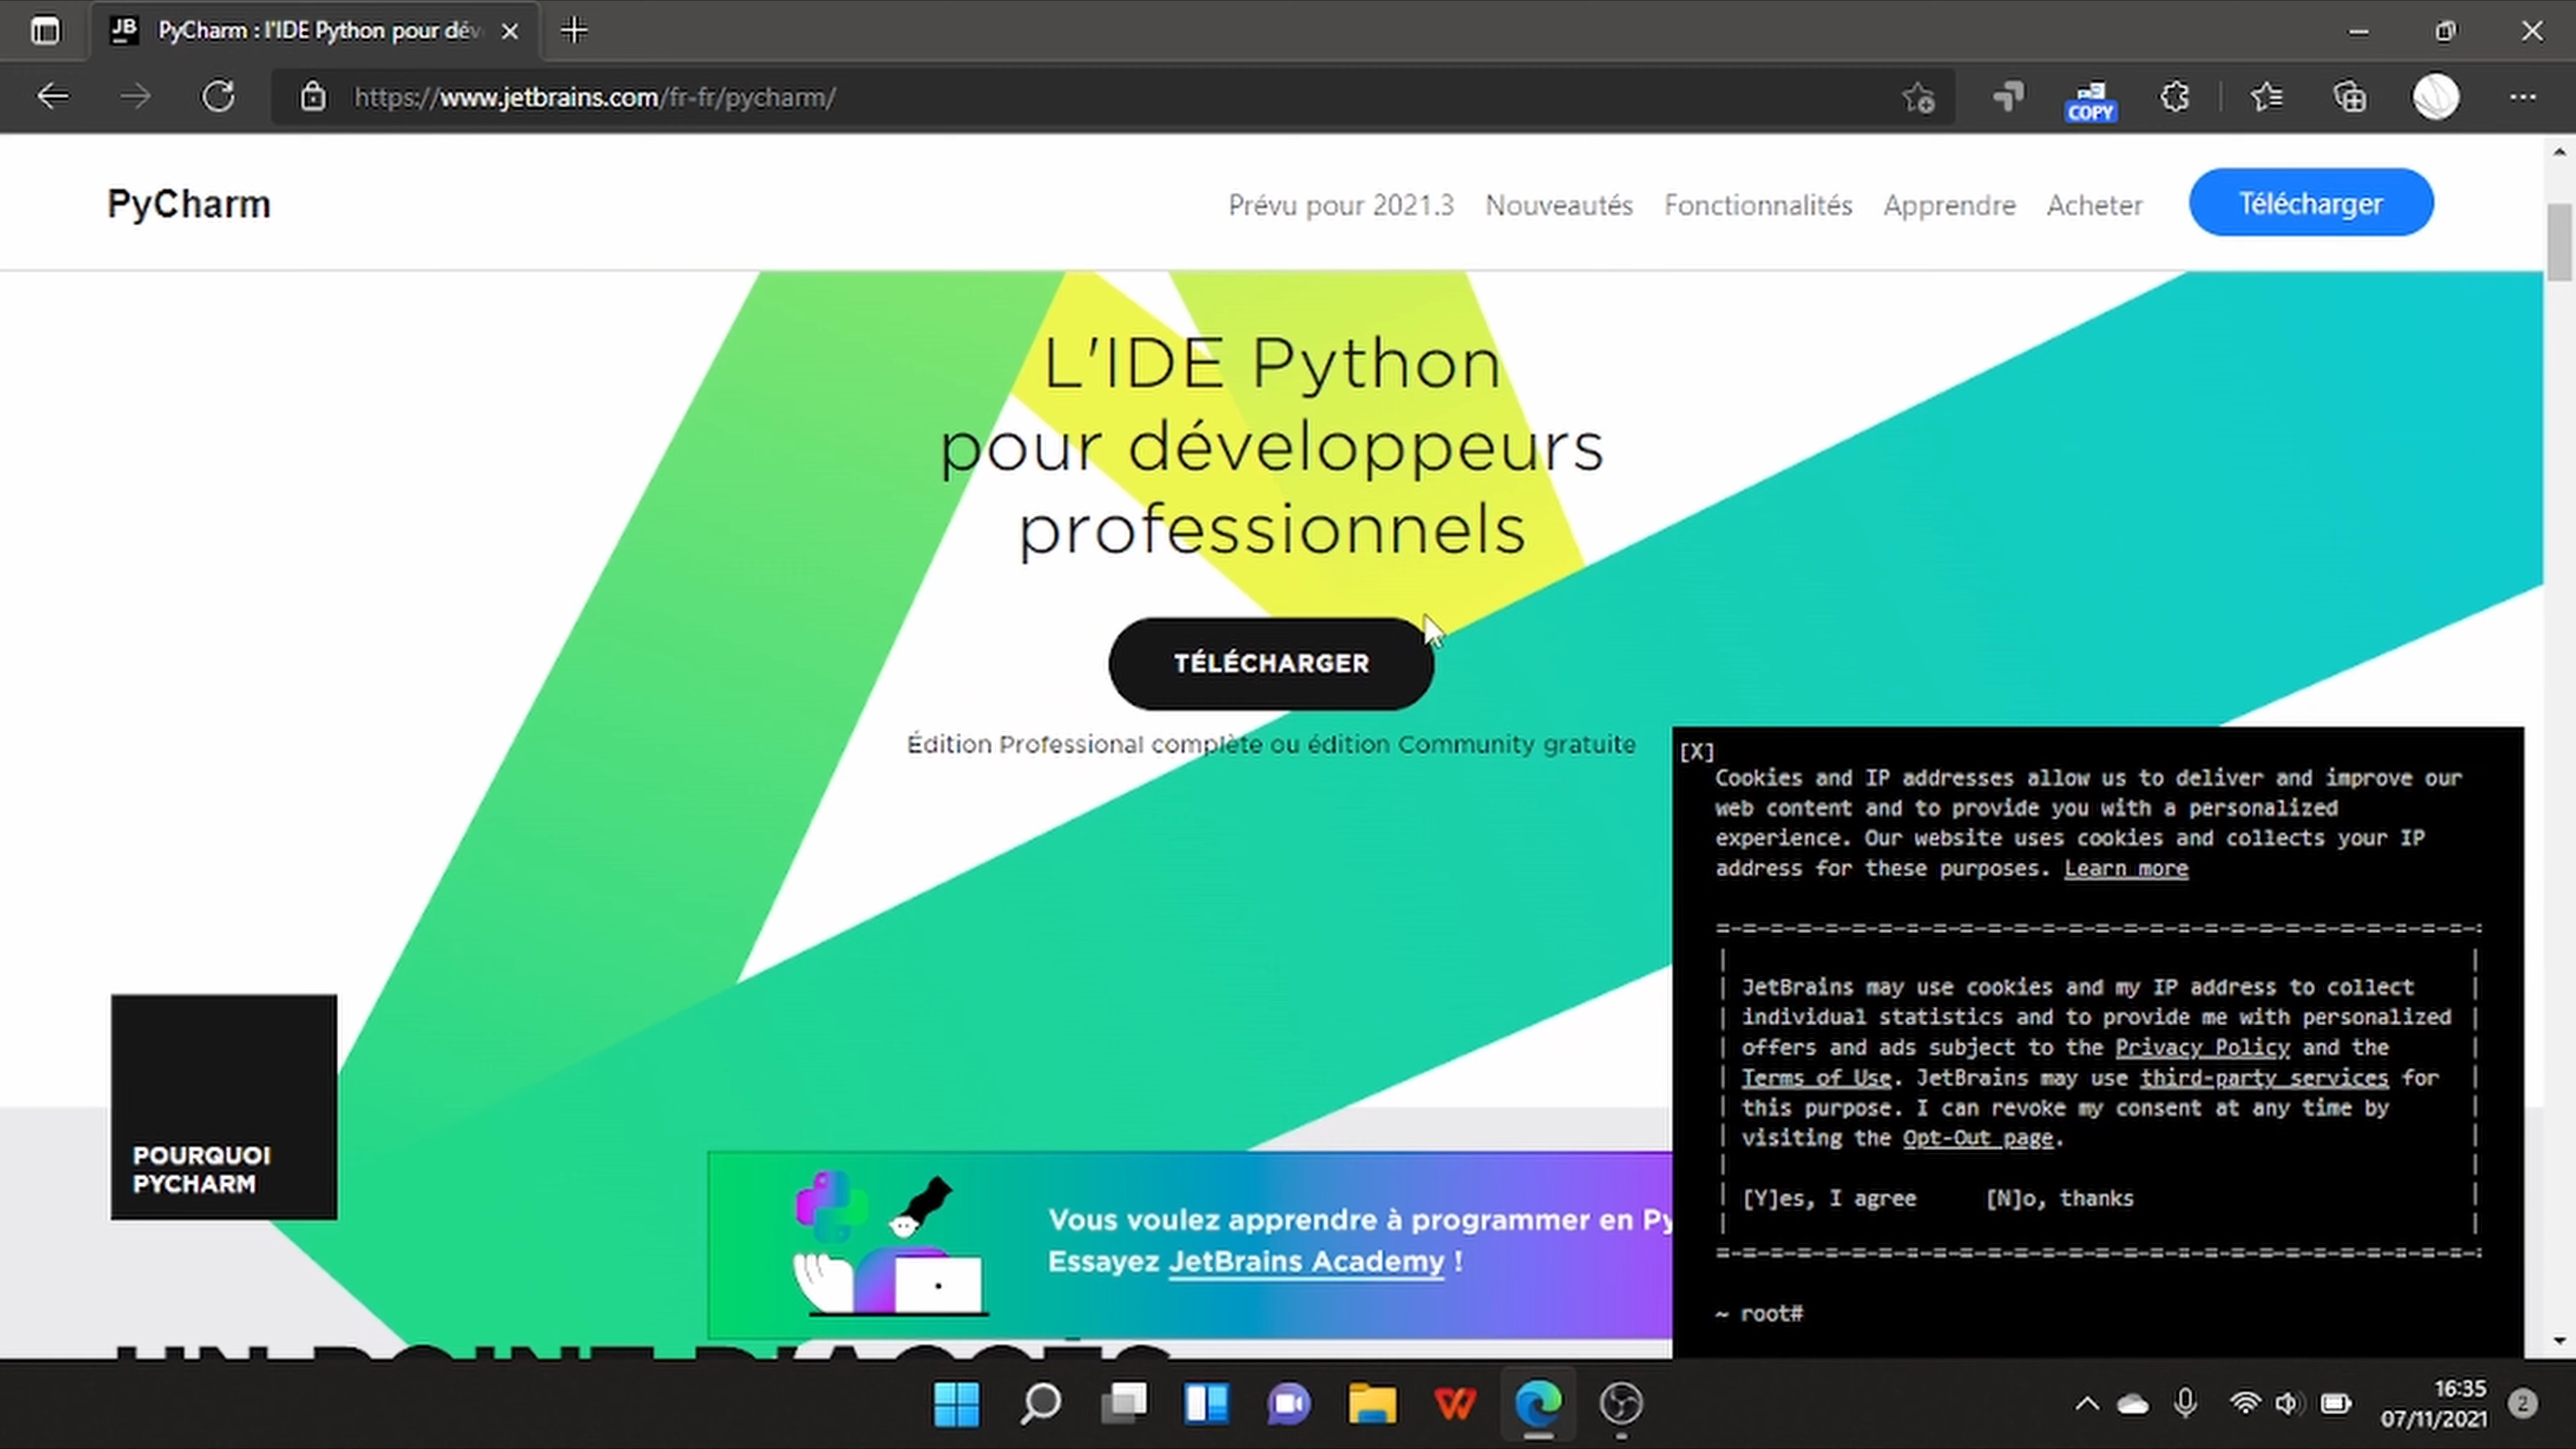 JB
PyCharm : l'IDE Python pour dév
https://www.jetbrains.com/fr-fr/pycharm/
COPY
PyCharm
Prévu pour 2021.3 Nouveautés Fonctionnalités Apprendre Acheter Télécharger
L'IDE Python
pour développeurs
professionnels
TÉLÉCHARGER
Édition Professional complète ou édition Community gratuite
POURQUOI
PYCHARM
Vous voulez apprendre à programmer en Py
Essayez JetBrains Academy !
[X]
Cookies and IP addresses allow us to deliver and improve our
web content and to provide you with a personalized
experience. Our website uses cookies and collects your IP
address for these purposes. Learn more
JetBrains may use cookies and my IP address to collect
individual statistics and to provide me with personalized
offers and ads subject to the Privacy Policy and the
Terms of Use. JetBrains may use third-party services for
this purpose. I can revoke my consent at any time by
visiting the Opt-Out page.
[Y]es, I agree [N]o, thanks
~ root#
16:35
07/11/2021
2